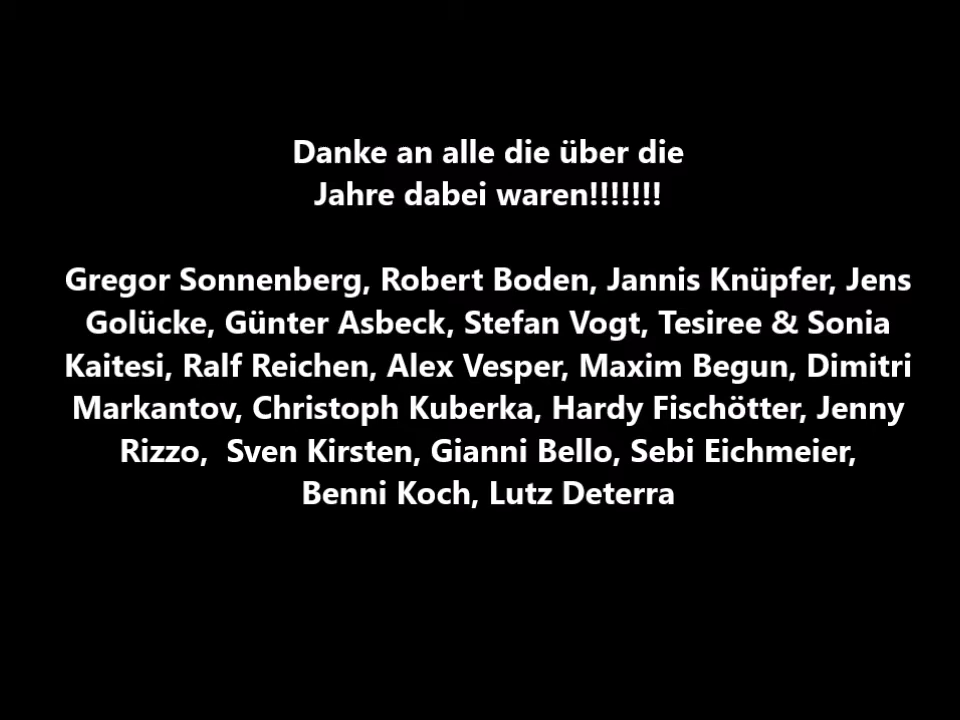 Danke an alle die über die
Jahre dabei waren!!!!!!!
Gregor Sonnenberg, Robert Boden, Jannis Knüpfer, Jens
Golücke, Günter Asbeck, Stefan Vogt, Tesiree & Sonia
Kaitesi, Ralf Reichen, Alex Vesper, Maxim Begun, Dimitri
Markantov, Christoph Kuberka, Hardy Fischötter, Jenny
Rizzo,  Sven Kirsten, Gianni Bello, Sebi Eichmeier,
Benni Koch, Lutz Deterra